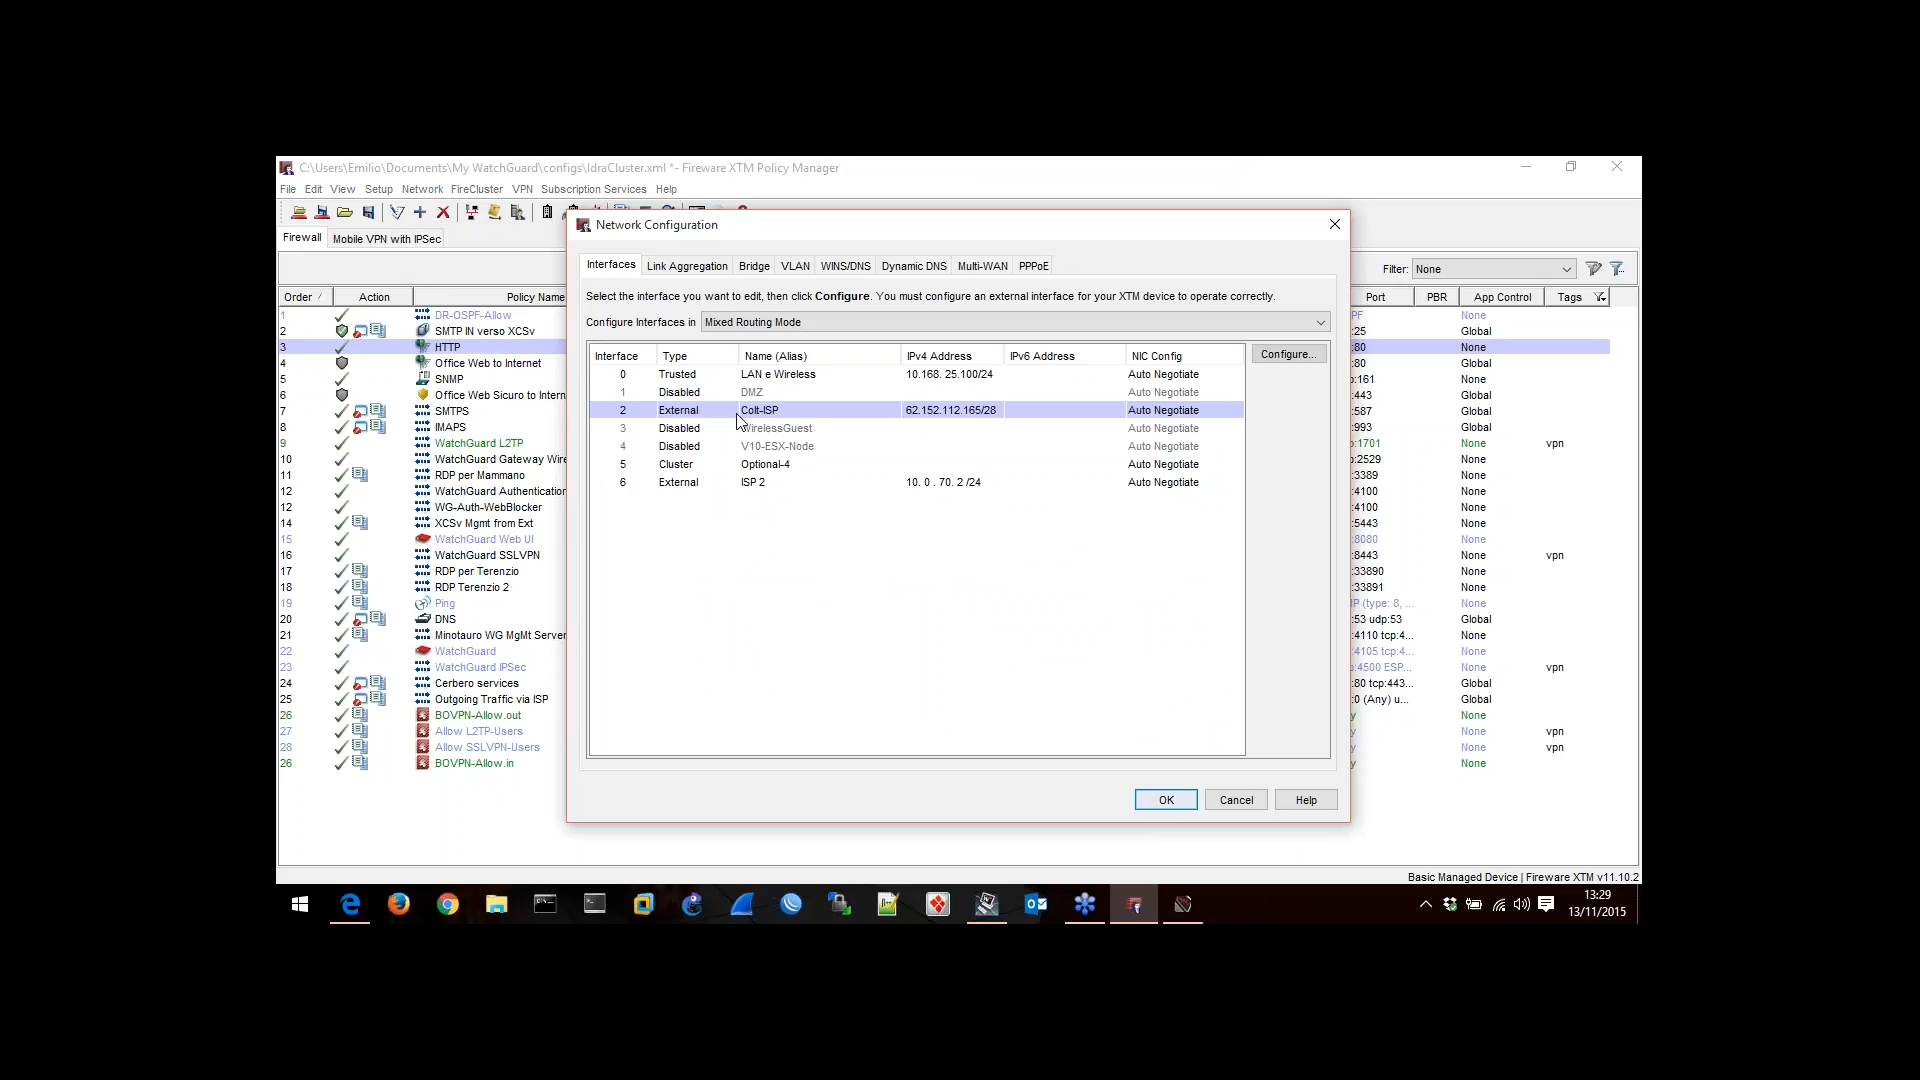 C:\Users\Emilio\Documents\My WatchGuard\configs\IdraCluster.xml *- Fireware XTM Policy Manager
File Edit View Setup Network FireCluster VPN Subscription Services Help
Network Configuration
Firewall Mobile VPN with IPSec
Interfaces Link Aggregation Bridge VLAN WINS/DNS Dynamic DNS Multi-WAN PPPoE
Filter: None
Order Action Policy Name
Port PBR App Control Tags
Select the interface you want to edit, then click Configure. You must configure an external interface for your XTM device to operate correctly.
Configure Interfaces in Mixed Routing Mode
Interface Type Name (Alias) IPv4 Address IPv6 Address NIC Config
Configure...
0 Trusted LAN e Wireless 10.168. 25.100/24 Auto Negotiate
1 Disabled DMZ Auto Negotiate
2 External Colt-ISP 62.152.112.165/28 Auto Negotiate
3 Disabled WirelessGuest Auto Negotiate
4 Disabled V10-ESX-Node Auto Negotiate
5 Cluster Optional-4 Auto Negotiate
6 External ISP 2 10. 0 . 70. 2 /24 Auto Negotiate
OK Cancel Help
1 DR-OSPF-Allow PF None
2 SMTP IN verso XCSv :25 Global
3 HTTP :80 None
4 Office Web to Internet :80 Global
5 SNMP :161 None
6 Office Web Sicuro to Intern :443 Global
7 SMTPS :587 Global
8 IMAPS :993 Global
9 WatchGuard L2TP :1701 None vpn
10 WatchGuard Gateway Wire :2529 None
11 RDP per Mammano :3389 None
12 WatchGuard Authentication :4100 None
12 WG-Auth-WebBlocker :4100 None
14 XCSv Mgmt from Ext :5443 None
15 WatchGuard Web UI :8080 None
16 WatchGuard SSLVPN :8443 None vpn
17 RDP per Terenzio :33890 None
18 RDP Terenzio 2 :33891 None
19 Ping (type: 8, ... None
20 DNS :53 udp:53 Global
21 Minotauro WG MgMt Server :4110 tcp:4... None
22 WatchGuard :4105 tcp:4... None
23 WatchGuard IPSec :4500 ESP... None vpn
24 Cerbero services :80 tcp:443... Global
25 Outgoing Traffic via ISP :0 (Any) u... Global
26 BOVPN-Allow.out y None
27 Allow L2TP-Users y None vpn
28 Allow SSLVPN-Users y None vpn
26 BOVPN-Allow.in y None
Basic Managed Device | Fireware XTM v11.10.2
13:29
13/11/2015